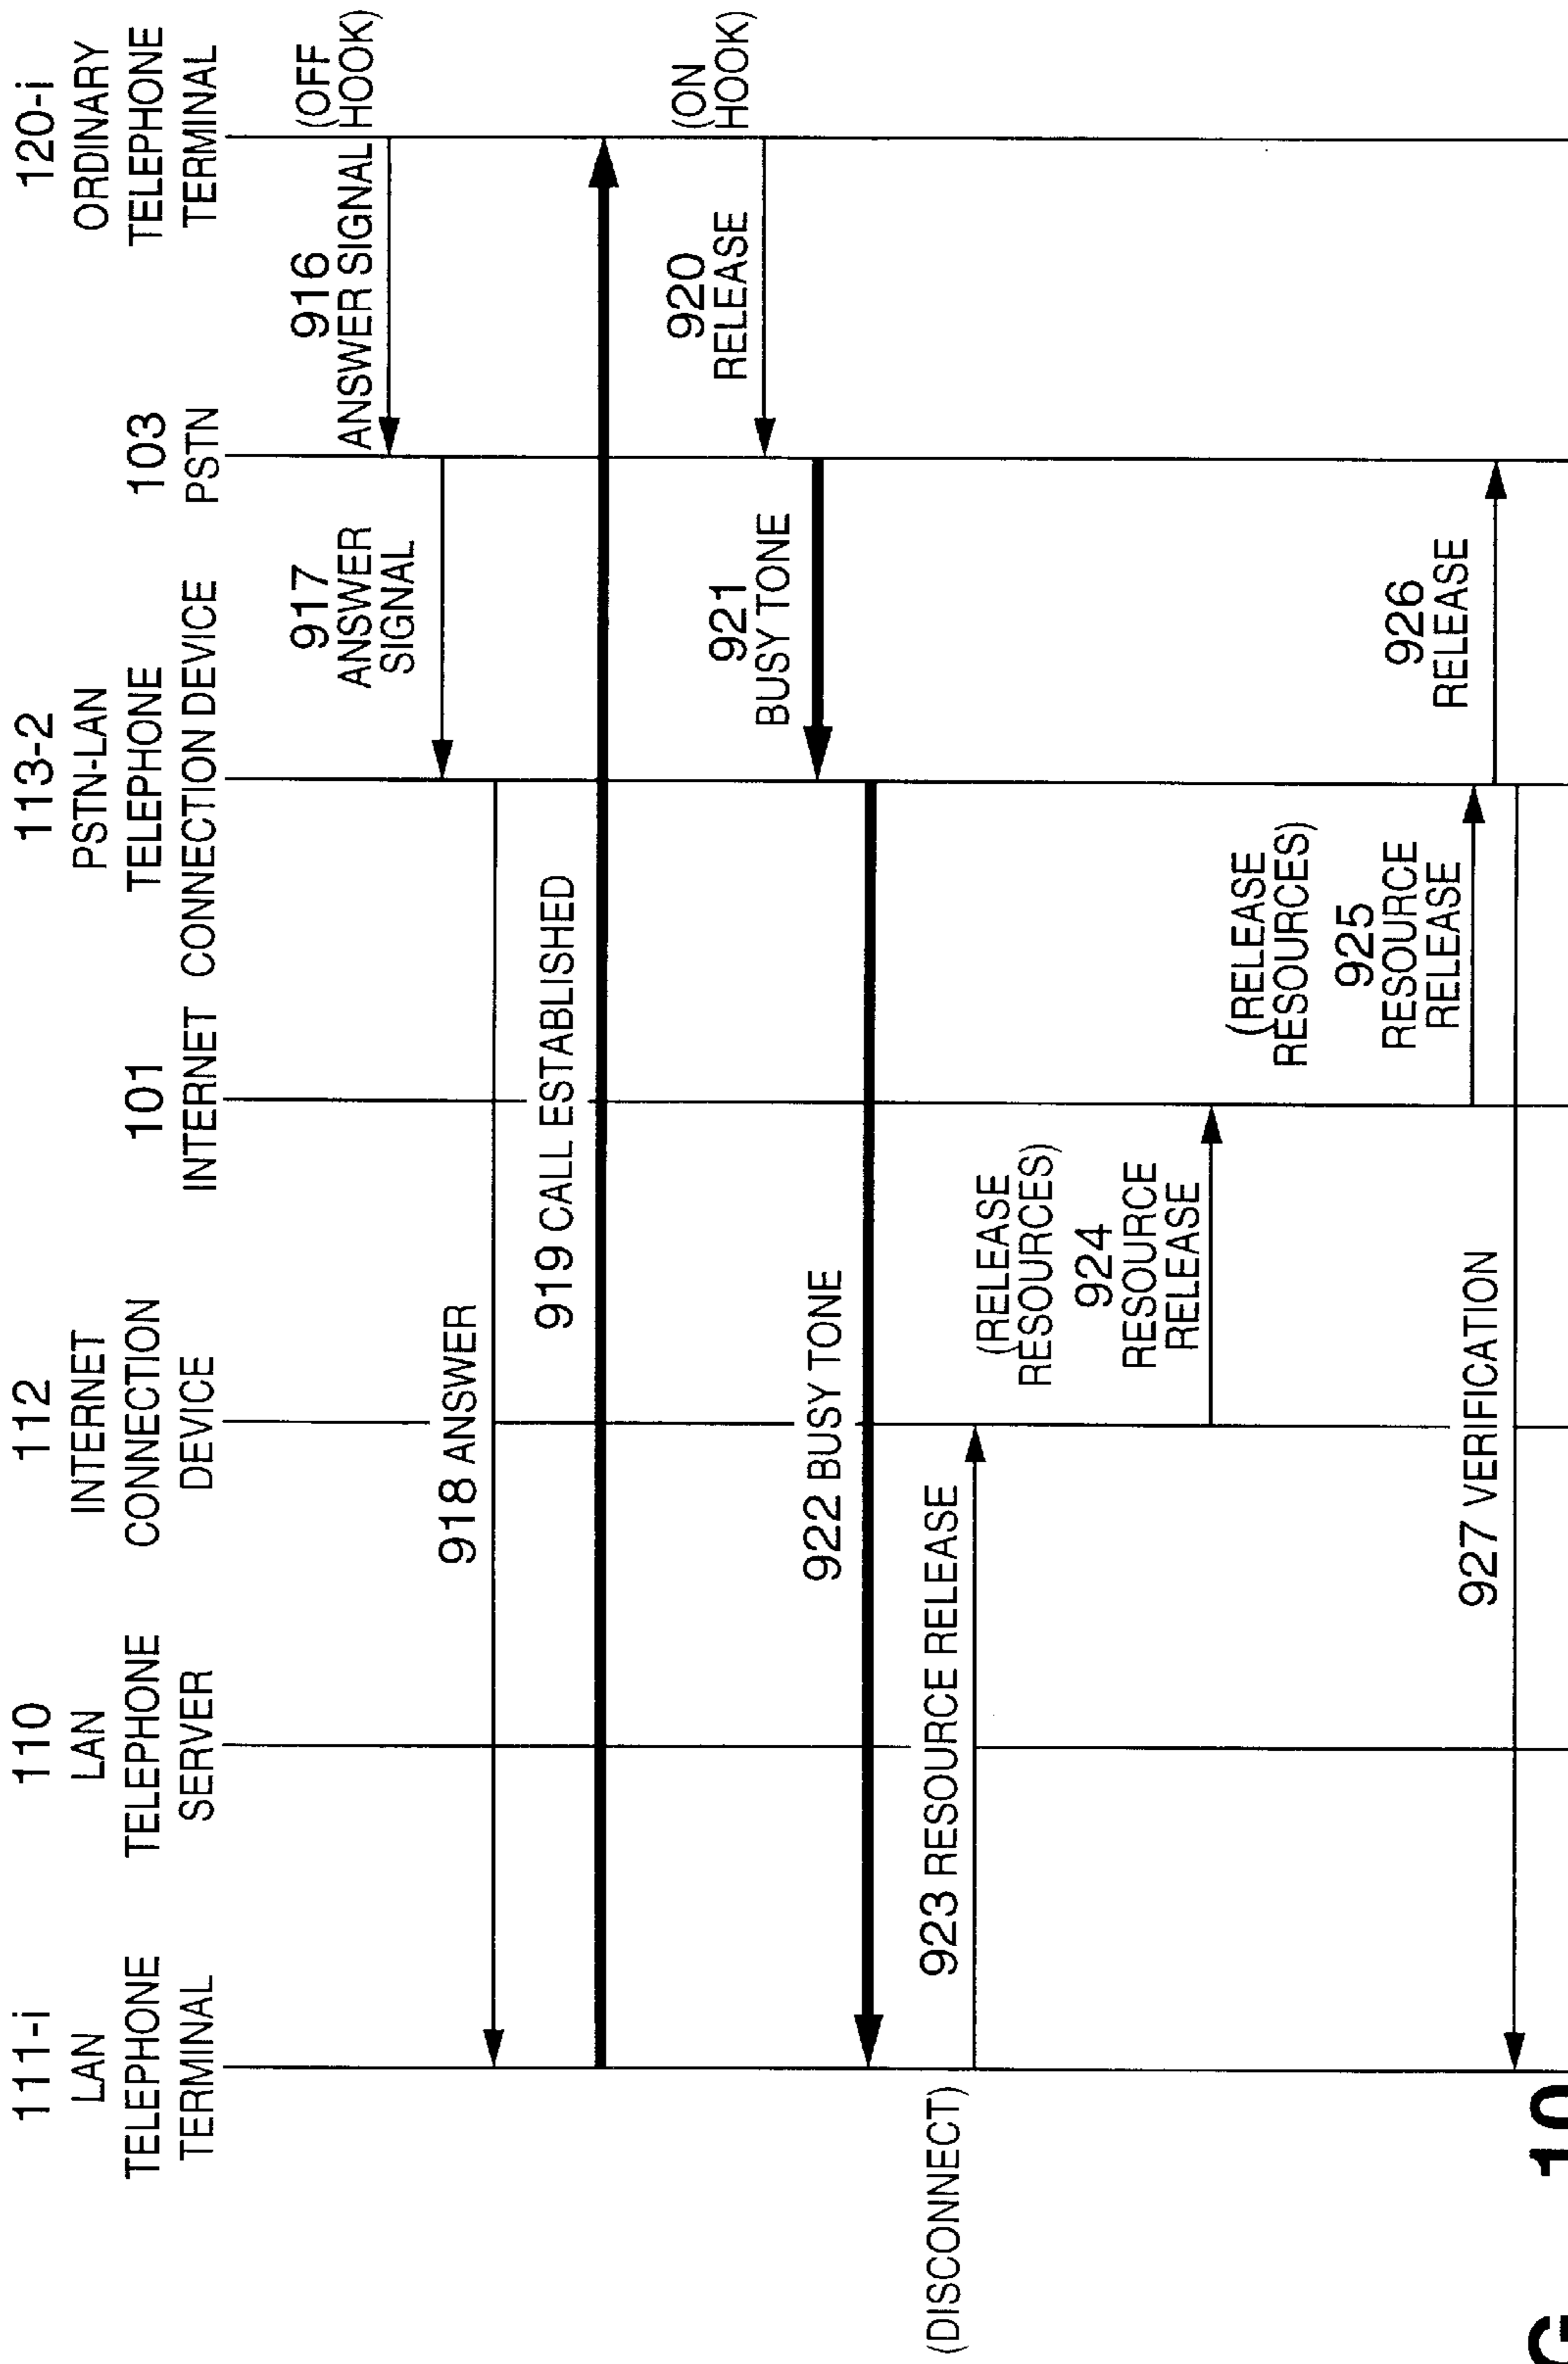 111-i
LAN
TELEPHONE
TERMINAL
110
LAN
TELEPHONE
SERVER
112
INTERNET
CONNECTION
DEVICE
101
INTERNET
113-2
PSTN-LAN
TELEPHONE
CONNECTION DEVICE
103
PSTN
120-i
ORDINARY
TELEPHONE
TERMINAL
(OFF
HOOK)
916
ANSWER SIGNAL
917
ANSWER
SIGNAL
918 ANSWER
919 CALL ESTABLISHED
(ON
HOOK)
920
RELEASE
921
BUSY TONE
922 BUSY TONE
(DISCONNECT)
923 RESOURCE RELEASE
(RELEASE
RESOURCES)
924
RESOURCE
RELEASE
(RELEASE
RESOURCES)
925
RESOURCE
RELEASE
926
RELEASE
927 VERIFICATION
G 10